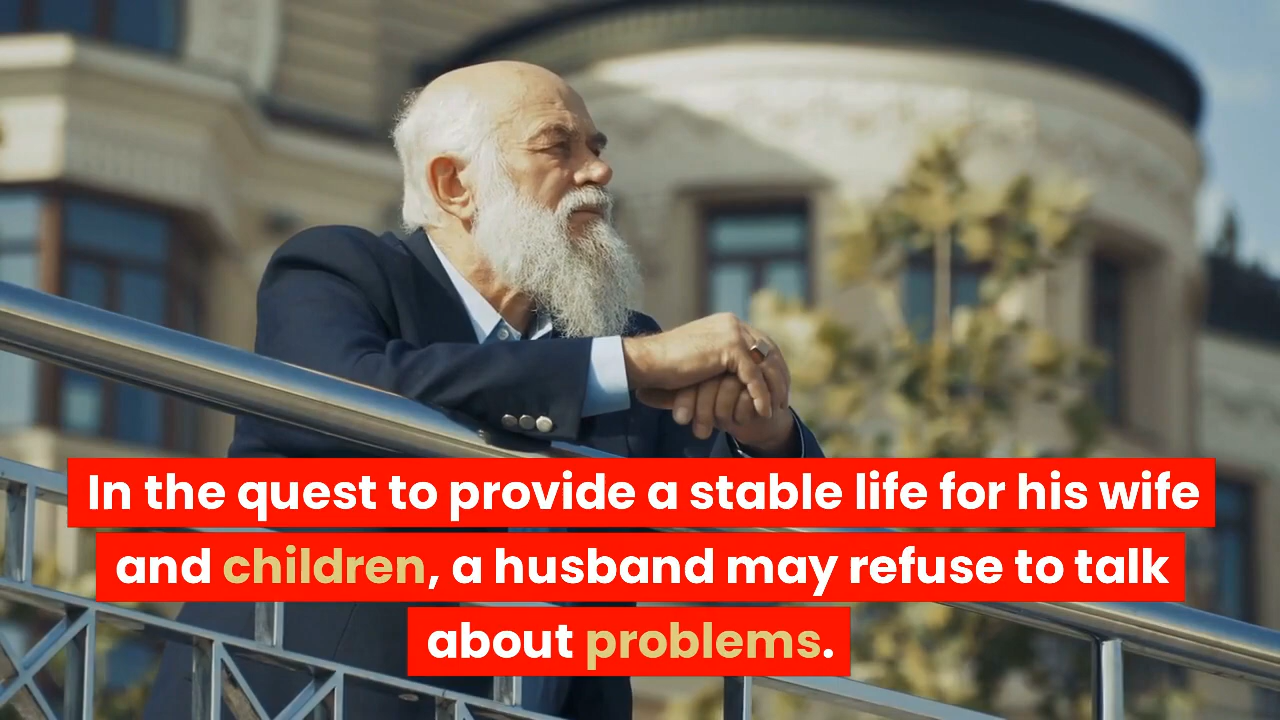 In the quest to provide a stable life for his wife
and children, a husband may refuse to talk
about problems.